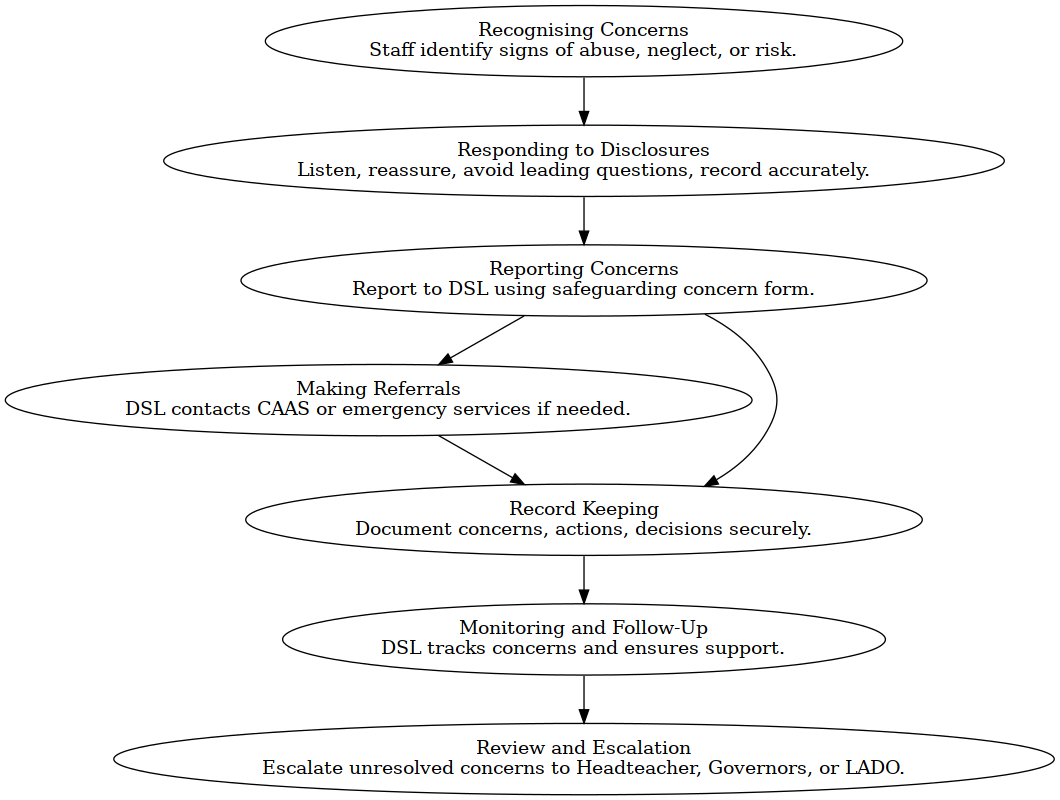 Recognising Concerns
Staff identify signs of abuse, neglect, or risk.
Responding to Disclosures
Listen, reassure, avoid leading questions, record accurately.
Reporting Concerns
Report to DSL using safeguarding concern form.
Making Referrals
DSL contacts CAAS or emergency services if needed.
Record Keeping
Document concerns, actions, decisions securely.
Monitoring and Follow-Up
DSL tracks concerns and ensures support.
Review and Escalation
Escalate unresolved concerns to Headteacher, Governors, or LADO.